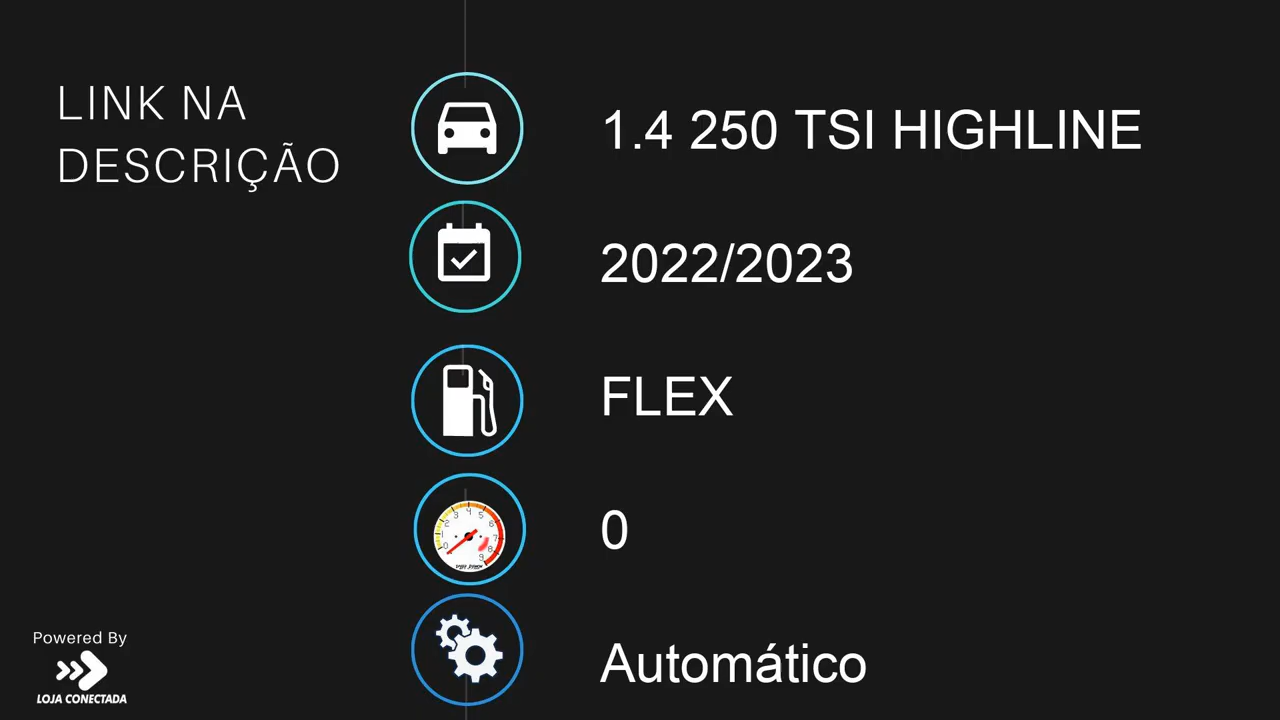 LINK NA
DESCRIÇÃO
1.4 250 TSI HIGHLINE
2022/2023
FLEX
0
Automático
Powered By
LOJA CONECTADA